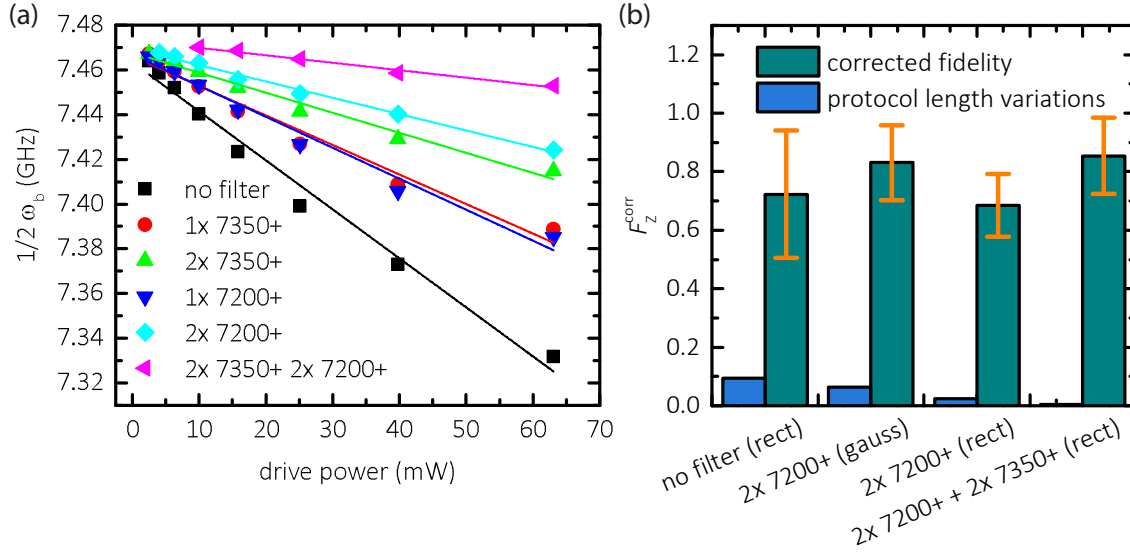 (a)
1/2 ω_b (GHz)
7.48
7.46
7.44
7.42
7.40
7.38
7.36
7.34
7.32
no filter
1x 7350+
2x 7350+
1x 7200+
2x 7200+
2x 7350+ 2x 7200+
0 10 20 30 40 50 60 70
drive power (mW)
(b)
F_Z^corr
1.2
1.0
0.8
0.6
0.4
0.2
0.0
corrected fidelity
protocol length variations
no filter (rect)
2x 7200+ (gauss)
2x 7200+ (rect)
2x 7200+ + 2x 7350+ (rect)